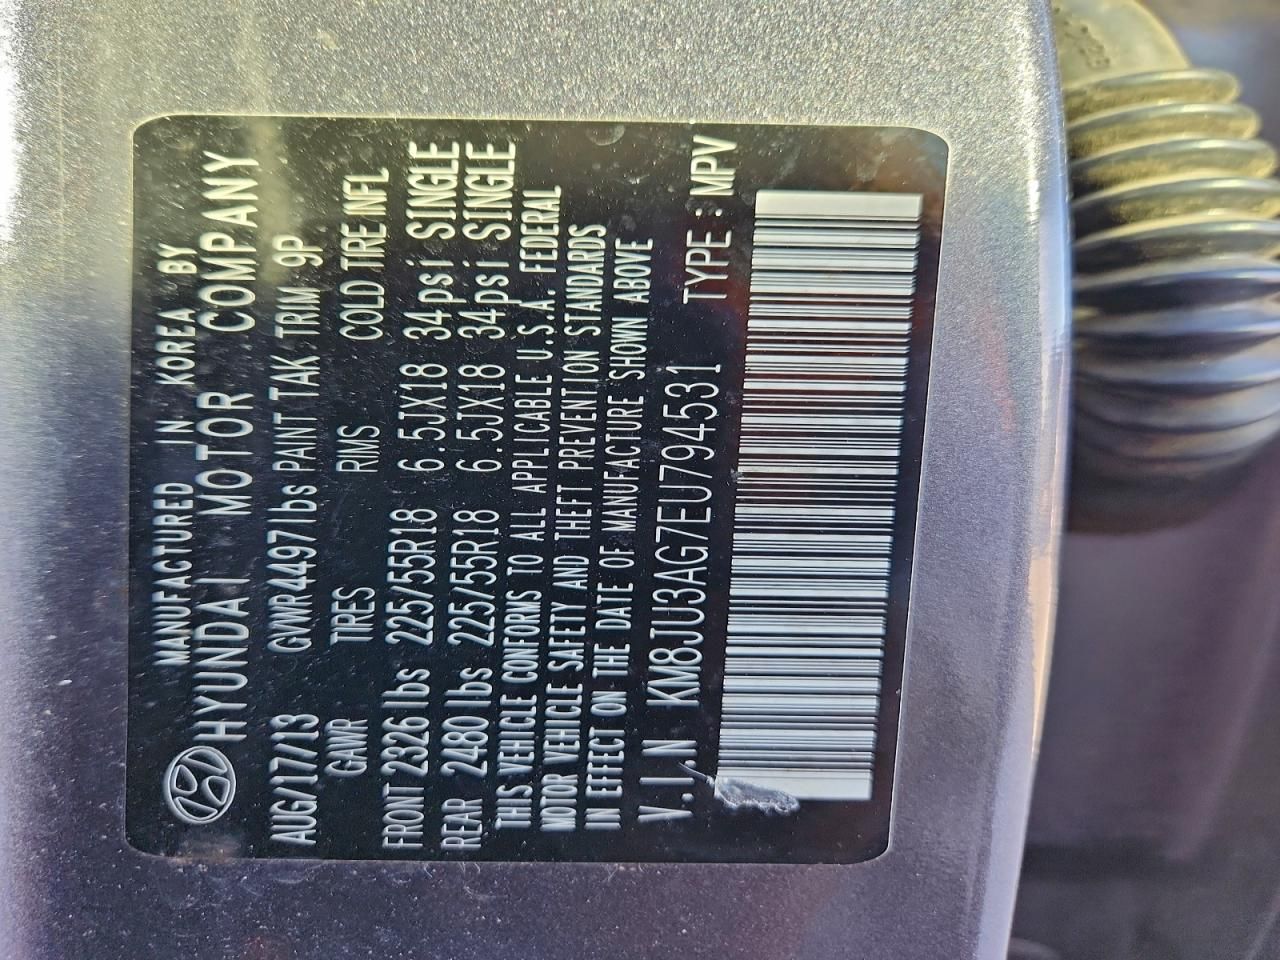 MANUFACTURED IN KOREA BY
HYUNDAI MOTOR COMPANY
AUG/17/13 GVWR 4497lbs PAINT TAK TRIM 9P
GAWR TIRES RIMS COLD TIRE INFL
FRONT 2326 lbs 225/55R18 6.5JX18 34psi SINGLE
REAR 2480 lbs 225/55R18 6.5JX18 34psi SINGLE
THIS VEHICLE CONFORMS TO ALL APPLICABLE U.S.A. FEDERAL
MOTOR VEHICLE SAFETY AND THEFT PREVENTION STANDARDS
IN EFFECT ON THE DATE OF MANUFACTURE SHOWN ABOVE
V.I.N KM8JU3AG7EU794531 TYPE : MPV